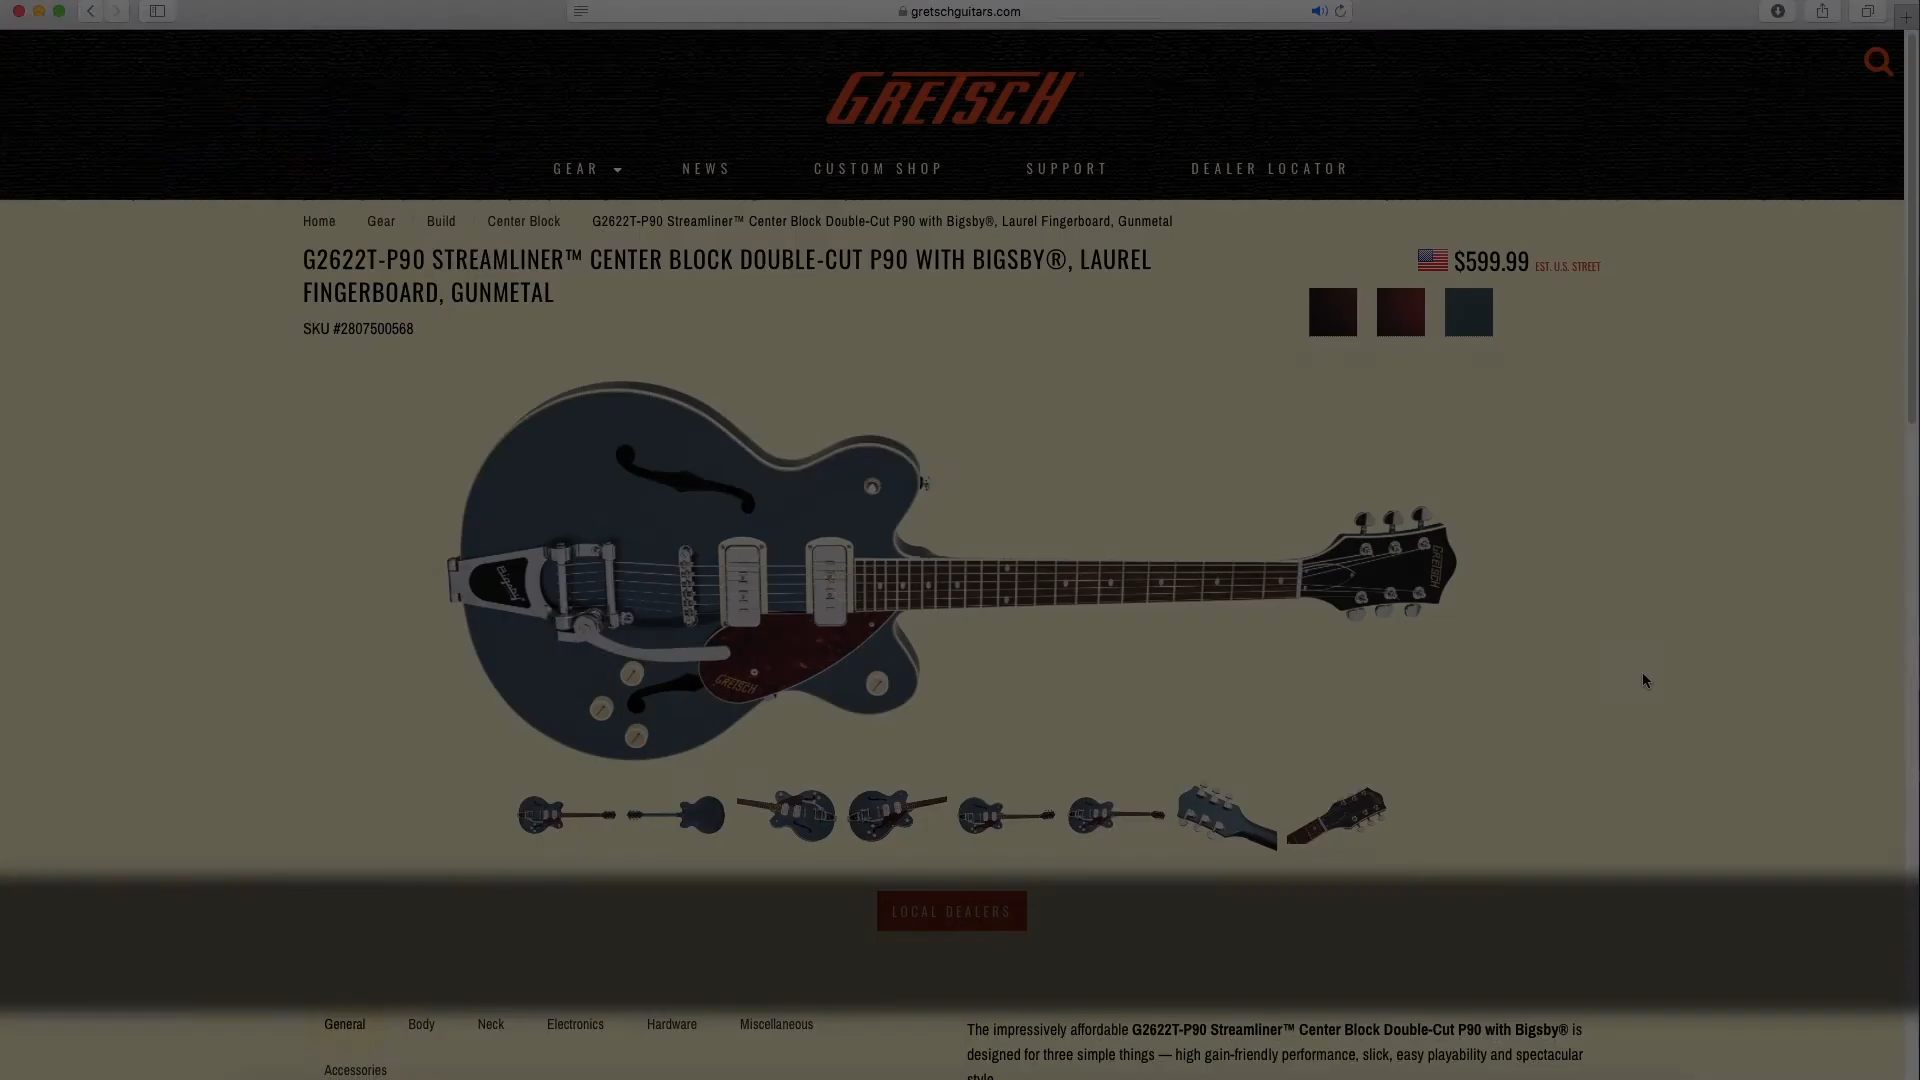 gretschguitars.com
GRETSCH
GEAR
NEWS
CUSTOM SHOP
SUPPORT
DEALER LOCATOR
Home
Gear
Build
Center Block
G2622T-P90 Streamliner™ Center Block Double-Cut P90 with Bigsby®, Laurel Fingerboard, Gunmetal
G2622T-P90 STREAMLINER™ CENTER BLOCK DOUBLE-CUT P90 WITH BIGSBY®, LAUREL
FINGERBOARD, GUNMETAL
$599.99 EST. U.S. STREET
SKU #2807500568
Bigsby
GRETSCH
GRETSCH
LOCAL DEALERS
General
Body
Neck
Electronics
Hardware
Miscellaneous
Accessories
The impressively affordable G2622T-P90 Streamliner™ Center Block Double-Cut P90 with Bigsby® is
designed for three simple things — high gain-friendly performance, slick, easy playability and spectacular
style